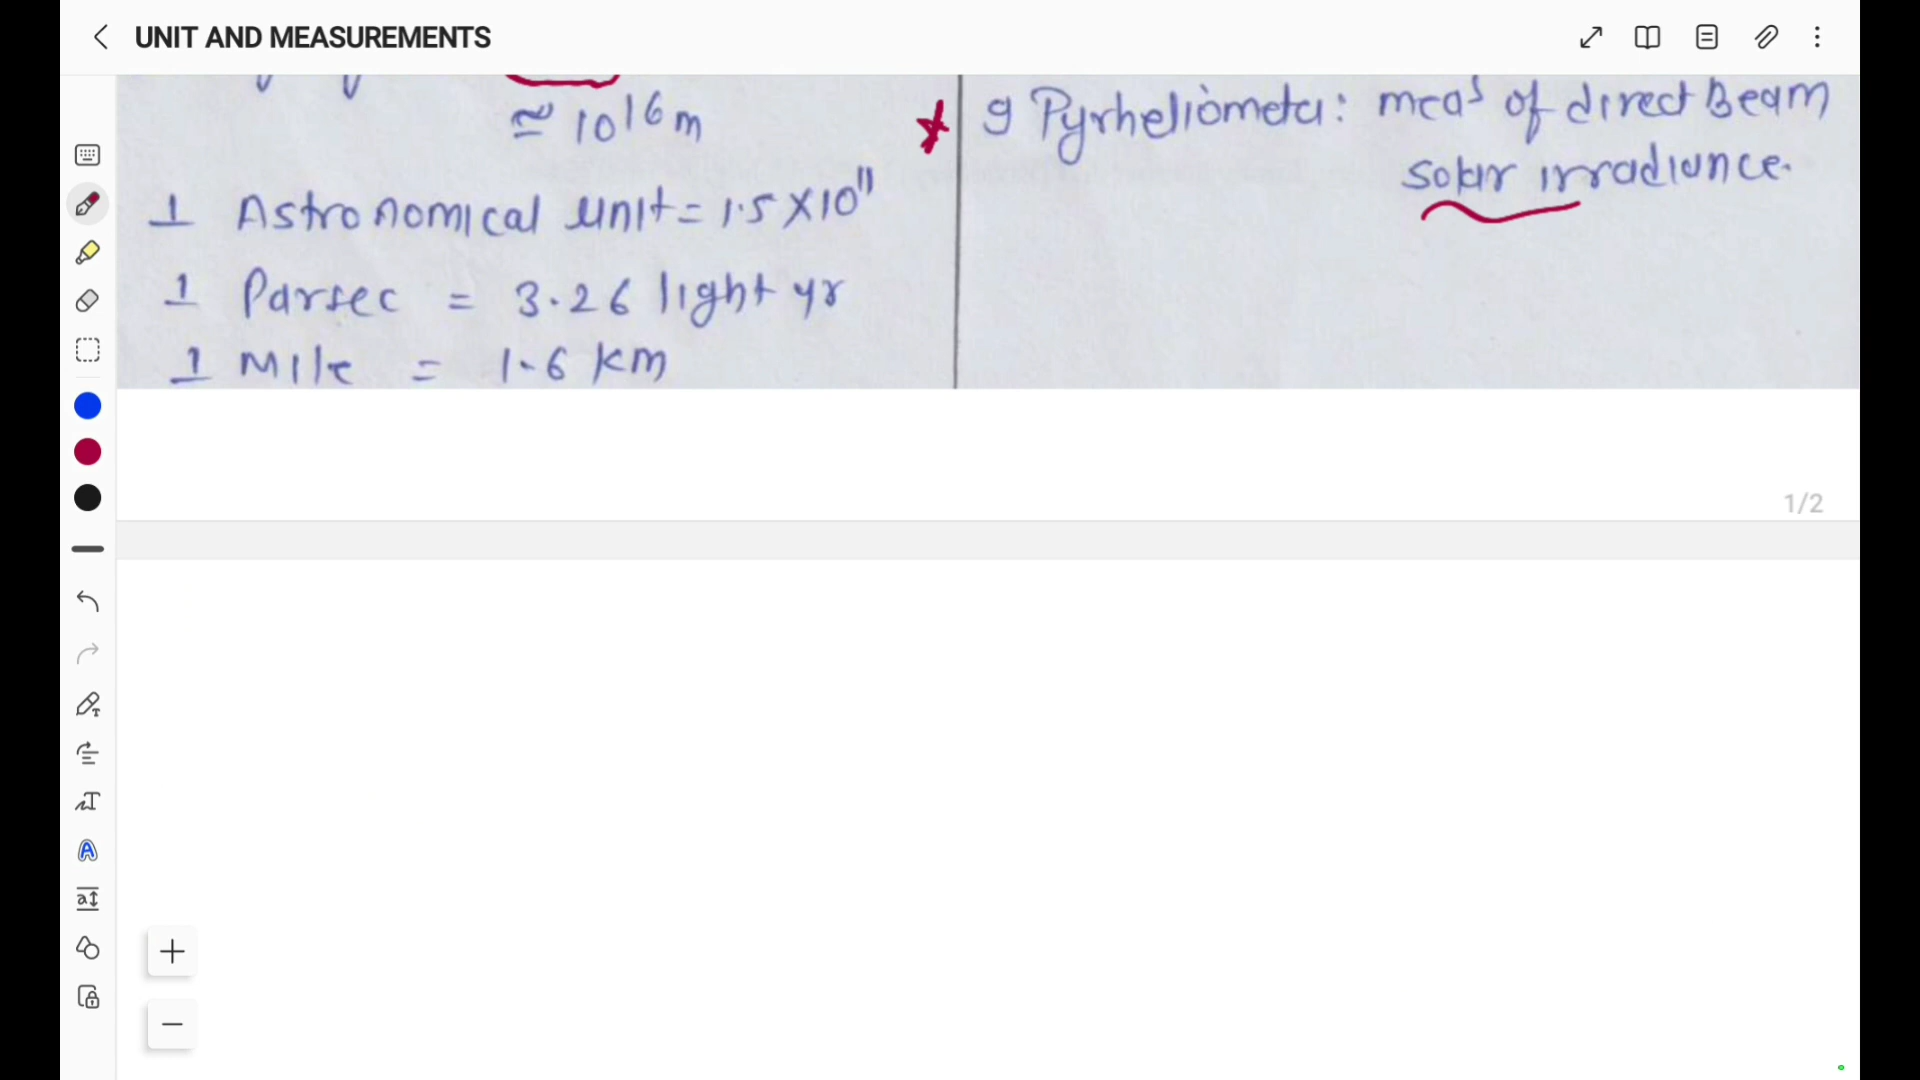 UNIT AND MEASUREMENTS
≃ 10¹⁶ m
1 Astronomical unit = 1.5 X10¹¹
1 Parsec = 3.26 light yr
1 Mile = 1.6 km
9 Pyrheliometer: meaˢ of direct Beam
solar irradiance.
1/2